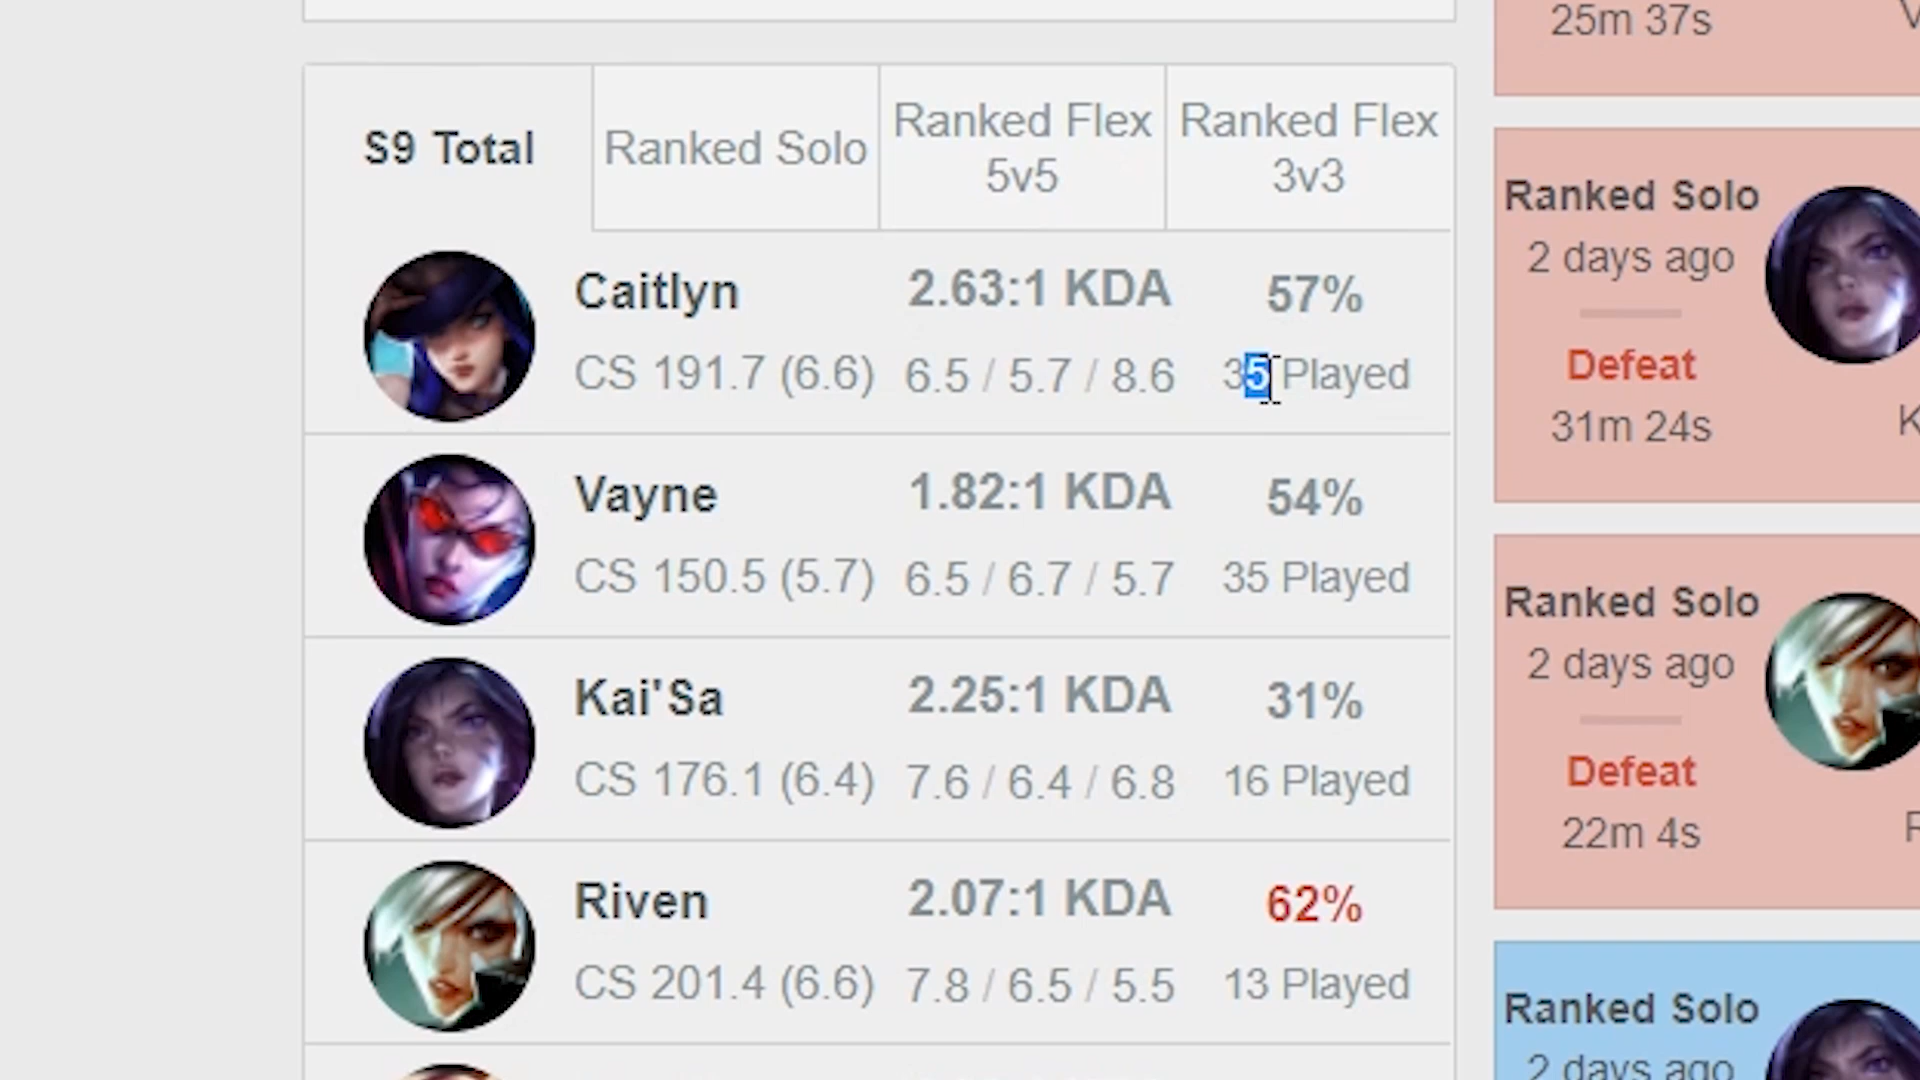 S9 Total
Ranked Solo
Ranked Flex
5v5
Ranked Flex
3v3
Caitlyn
2.63:1 KDA
57%
CS 191.7 (6.6)
6.5 / 5.7 / 8.6
35 Played
Vayne
1.82:1 KDA
54%
CS 150.5 (5.7)
6.5 / 6.7 / 5.7
35 Played
Kai'Sa
2.25:1 KDA
31%
CS 176.1 (6.4)
7.6 / 6.4 / 6.8
16 Played
Riven
2.07:1 KDA
62%
CS 201.4 (6.6)
7.8 / 6.5 / 5.5
13 Played
25m 37s
Ranked Solo
2 days ago
Defeat
31m 24s
Ranked Solo
2 days ago
Defeat
22m 4s
Ranked Solo
2 days ago